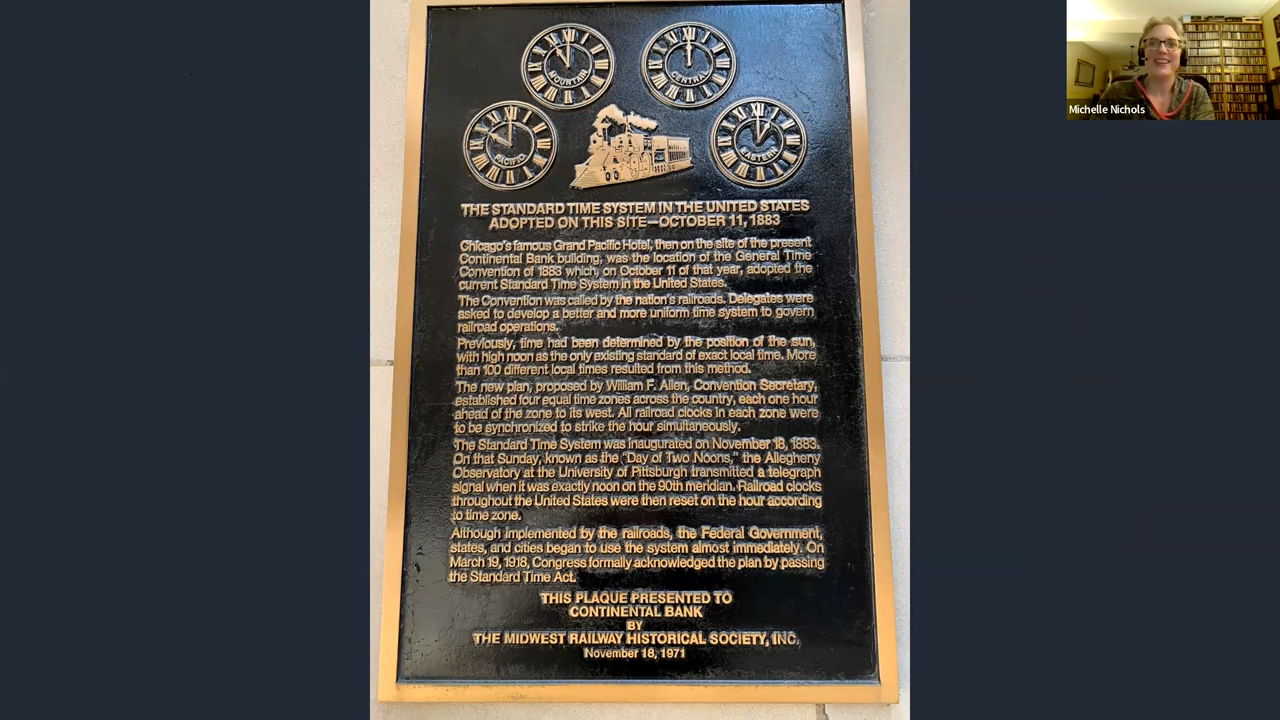 MOUNTAIN
CENTRAL
PACIFIC
EASTERN
THE STANDARD TIME SYSTEM IN THE UNITED STATES
ADOPTED ON THIS SITE—OCTOBER 11, 1883
Chicago's famous Grand Pacific Hotel, then on the site of the present
Continental Bank building, was the location of the General Time
Convention of 1883 which, on October 11 of that year, adopted the
current Standard Time System in the United States.
The Convention was called by the nation's railroads. Delegates were
asked to develop a better and more uniform time system to govern
railroad operations.
Previously, time had been determined by the position of the sun,
with high noon as the only existing standard of exact local time. More
than 100 different local times resulted from this method.
The new plan, proposed by William F. Allen, Convention Secretary,
established four equal time zones across the country, each one hour
ahead of the zone to its west. All railroad clocks in each zone were
to be synchronized to strike the hour simultaneously.
The Standard Time System was inaugurated on November 18, 1883.
On that Sunday, known as the "Day of Two Noons," the Allegheny
Observatory at the University of Pittsburgh transmitted a telegraph
signal when it was exactly noon on the 90th meridian. Railroad clocks
throughout the United States were then reset on the hour according
to time zone.
Although implemented by the railroads, the Federal Government,
states, and cities began to use the system almost immediately. On
March 19, 1918, Congress formally acknowledged the plan by passing
the Standard Time Act.
THIS PLAQUE PRESENTED TO
CONTINENTAL BANK
BY
THE MIDWEST RAILWAY HISTORICAL SOCIETY, INC.
November 18, 1971
Michelle Nichols